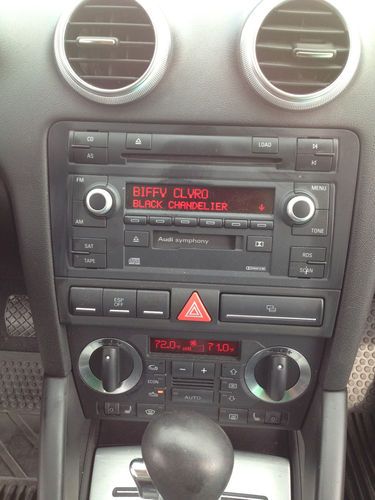 CD
LOAD
AS
FM
BIFFY CLYRO
MENU
BLACK CHANDELIER
AM
TONE
SAT
Audi symphony
RDS
TAPE
SCAN
ESP
OFF
72.0
71.0
ECON
AUTO